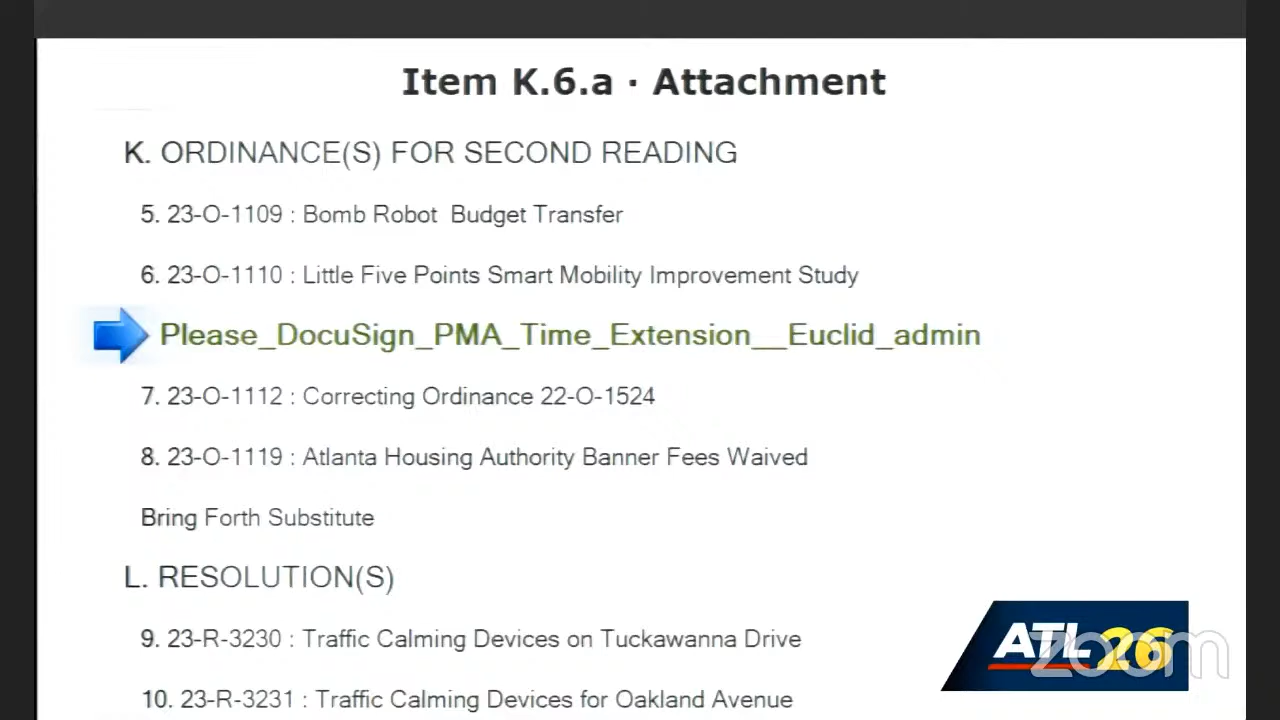 Item K.6.a · Attachment
K. ORDINANCE(S) FOR SECOND READING
5. 23-O-1109 : Bomb Robot Budget Transfer
6. 23-O-1110 : Little Five Points Smart Mobility Improvement Study
Please_DocuSign_PMA_Time_Extension__Euclid_admin
7. 23-O-1112 : Correcting Ordinance 22-O-1524
8. 23-O-1119 : Atlanta Housing Authority Banner Fees Waived
Bring Forth Substitute
L. RESOLUTION(S)
9. 23-R-3230 : Traffic Calming Devices on Tuckawanna Drive
10. 23-R-3231 : Traffic Calming Devices for Oakland Avenue
ATL 26
zoom